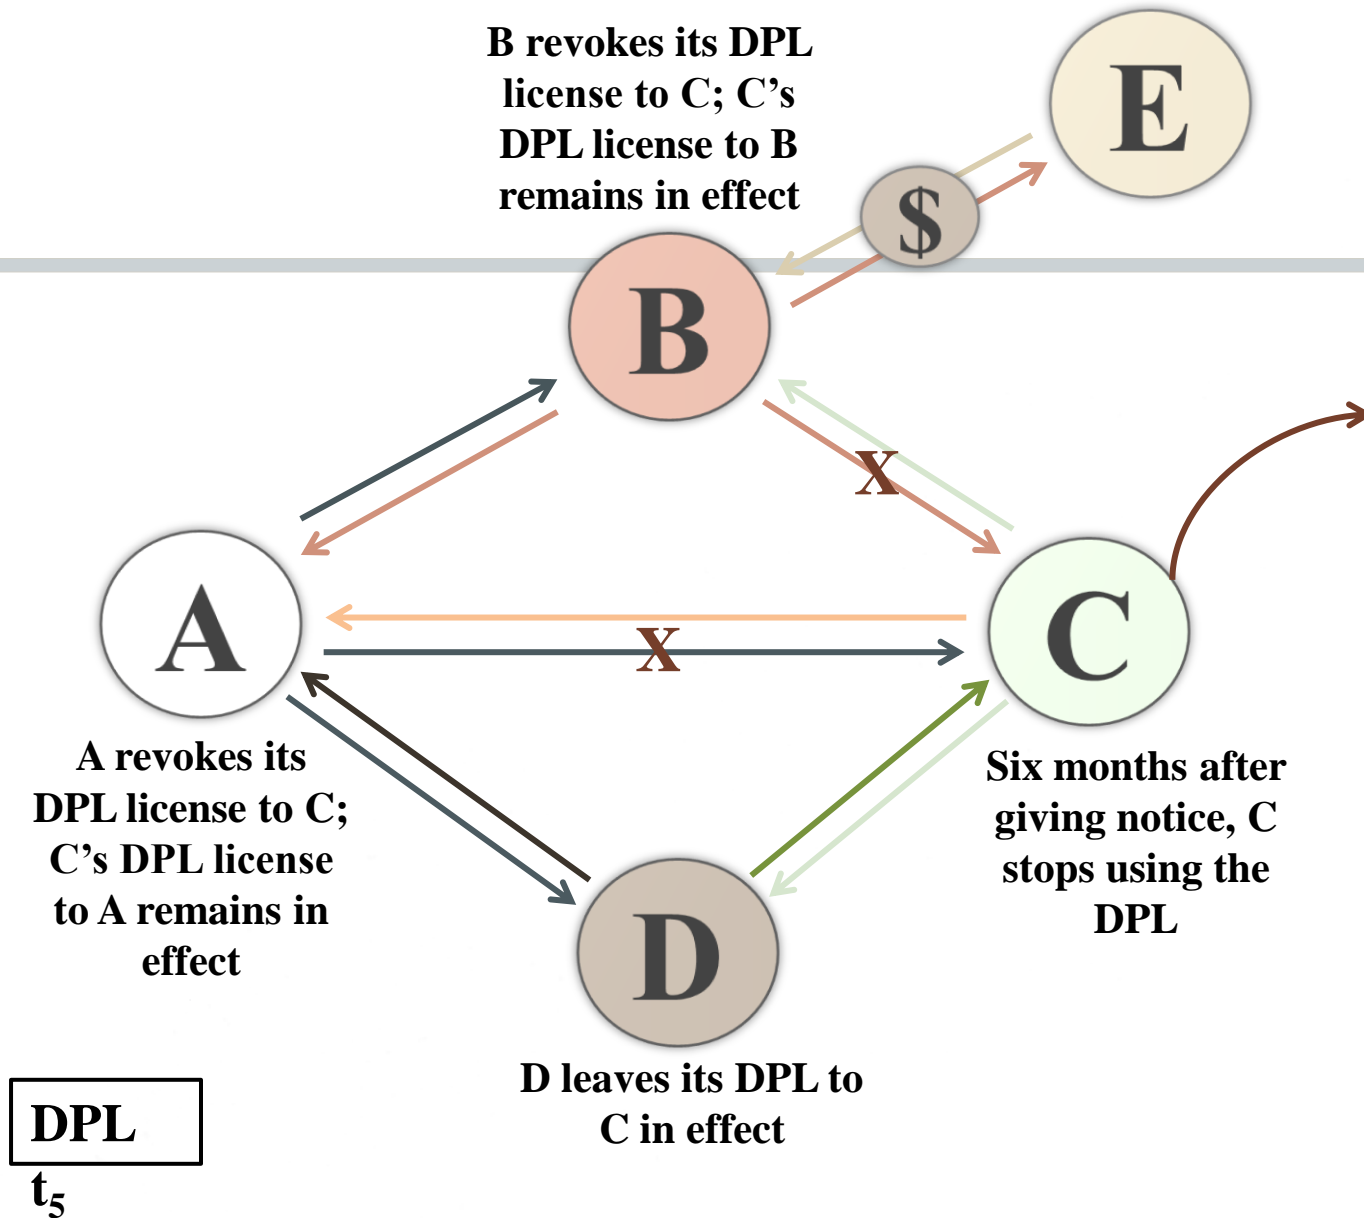 B revokes its DPL
license to C; C’s
DPL license to B
remains in effect
E
$
B
X
A
X
C
A revokes its
DPL license to C;
C’s DPL license
to A remains in
effect
Six months after
giving notice, C
stops using the
DPL
D
D leaves its DPL to
C in effect
DPL
t5